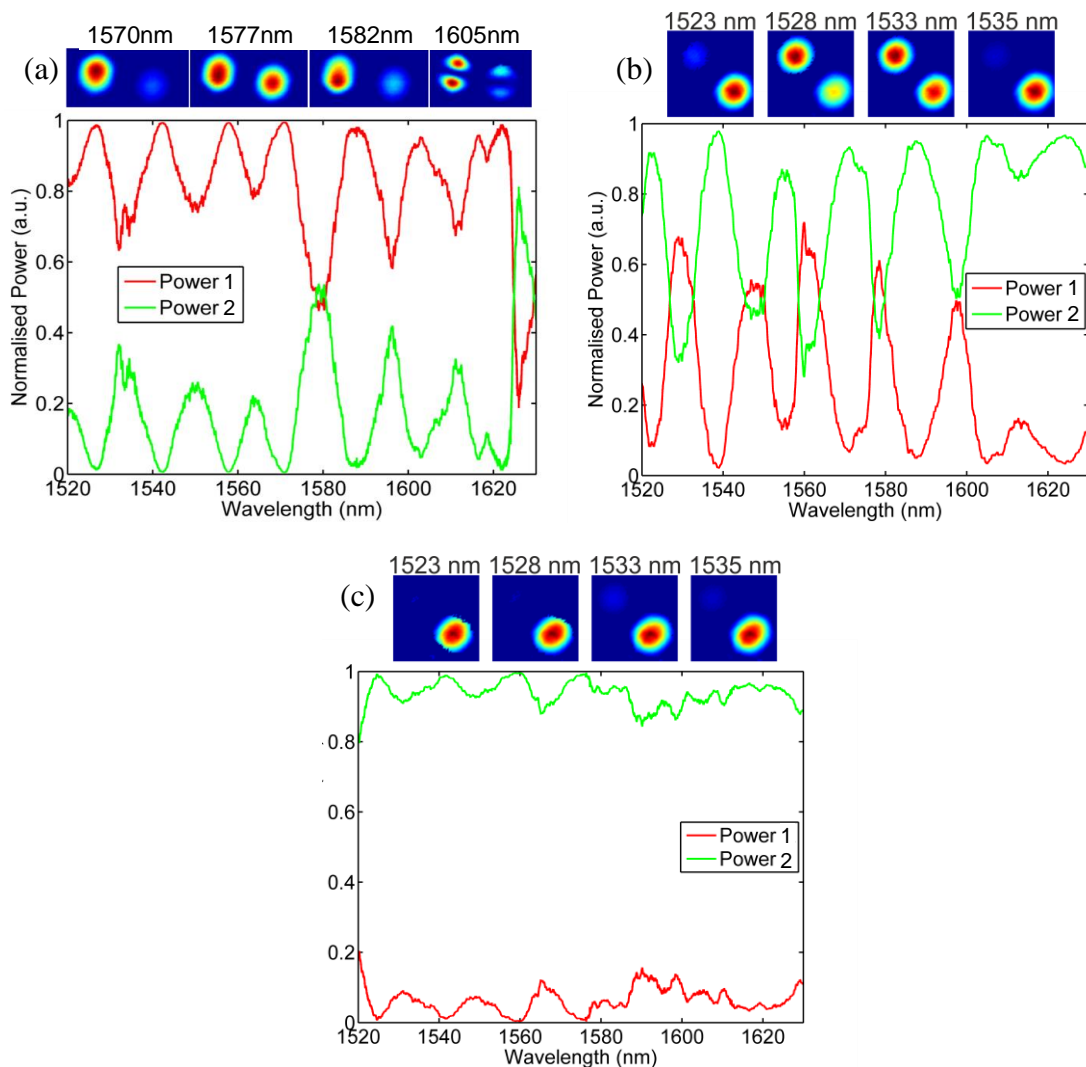 1570nm 1577nm 1582nm 1605nm
(a)
1
0.8
0.6
0.4
0.2
0
Normalised Power (a.u.)
Power 1
Power 2
1520 1540 1560 1580 1600 1620
Wavelength (nm)
1523 nm 1528 nm 1533 nm 1535 nm
(b)
1
0.8
0.6
0.4
0.2
0
Normalised Power (a.u.)
Power 1
Power 2
1520 1540 1560 1580 1600 1620
Wavelength (nm)
1523 nm 1528 nm 1533 nm 1535 nm
(c)
1
0.8
0.6
0.4
0.2
0
Power 1
Power 2
1520 1540 1560 1580 1600 1620
Wavelength (nm)